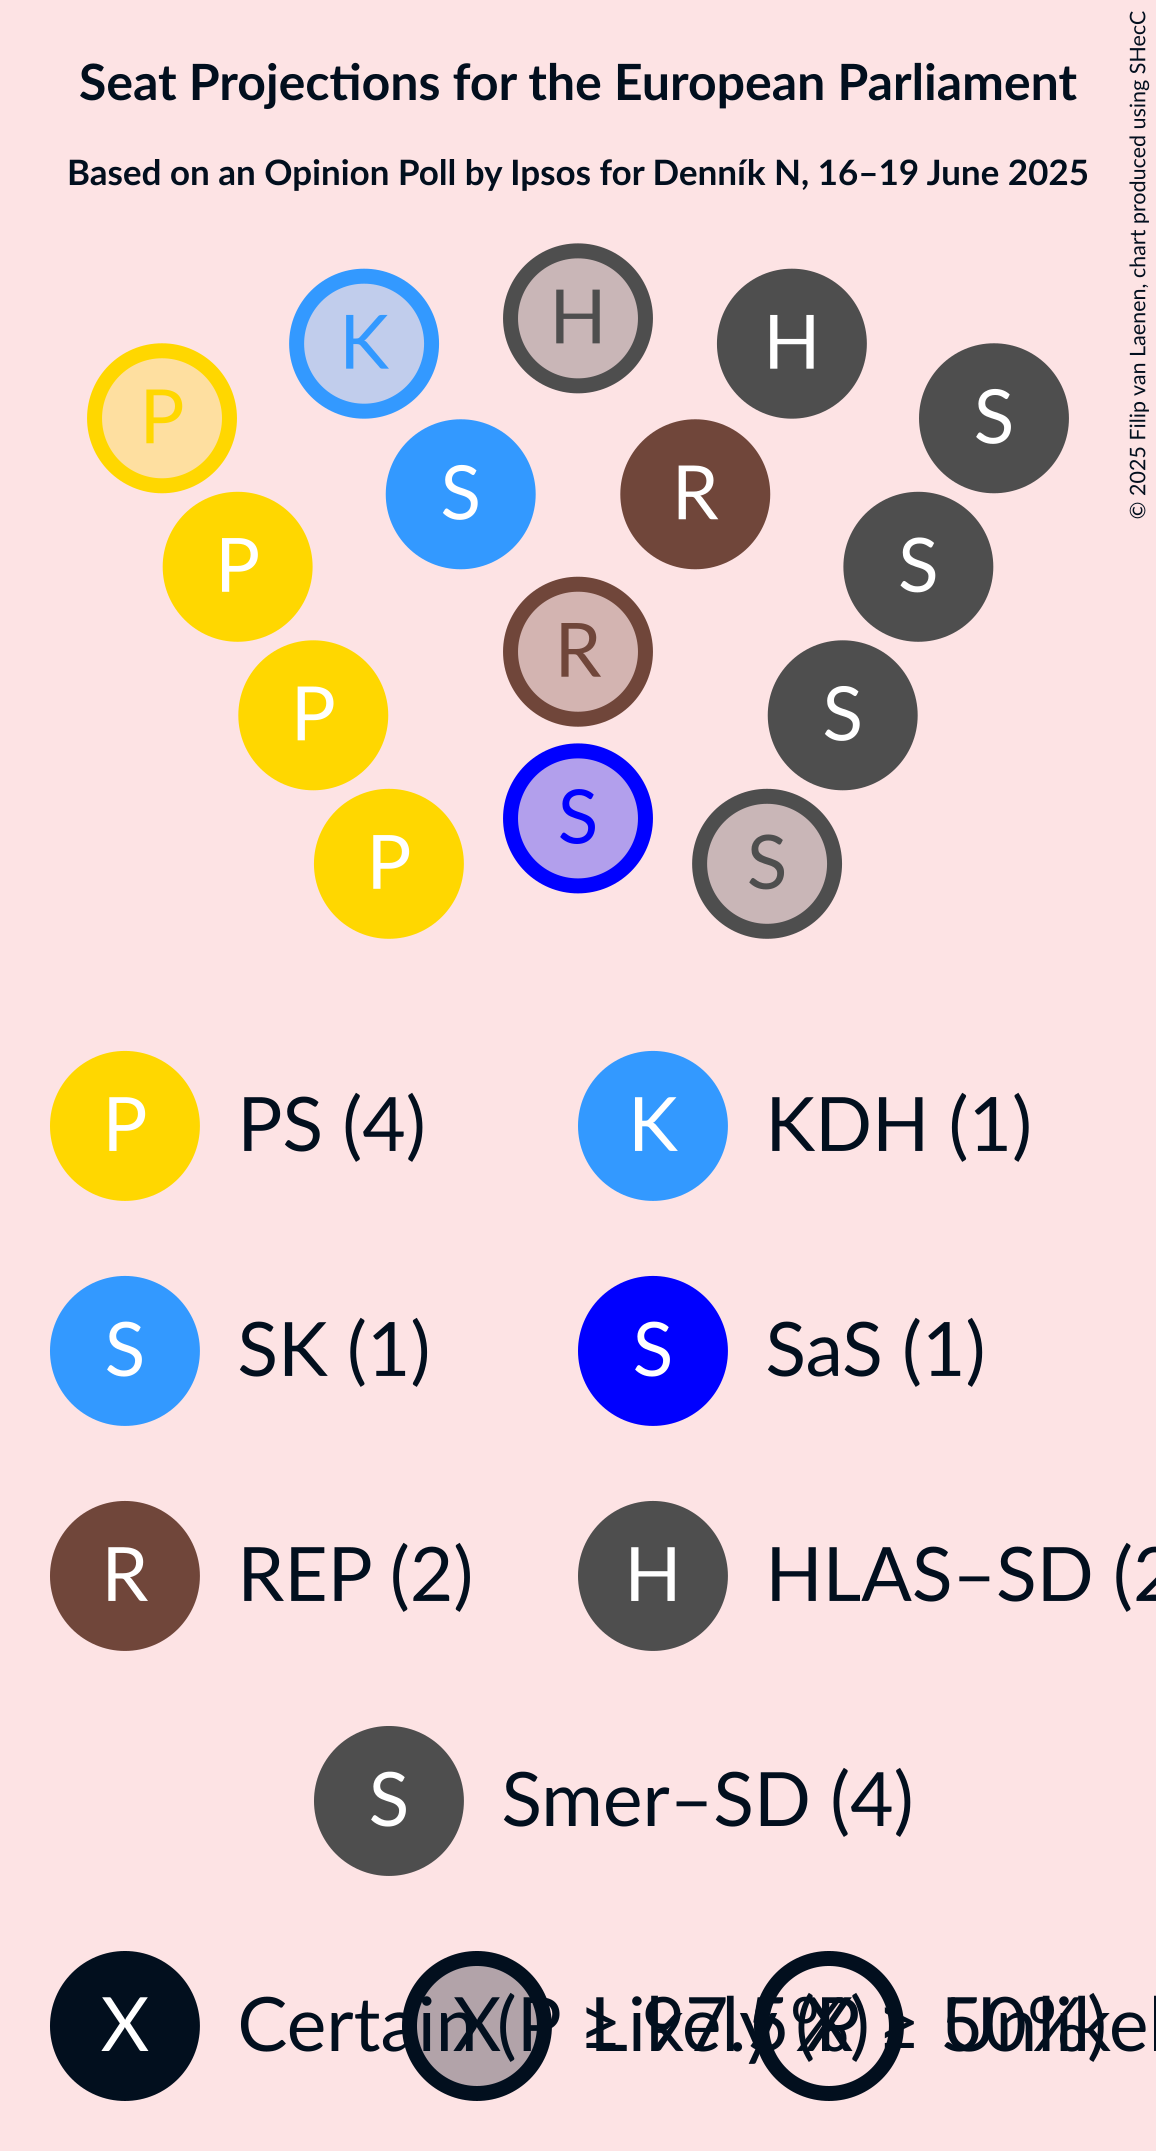 Seat Projections for the European Parliament
Based on an Opinion Poll by Ipsos for Denník N, 16–19 June 2025
© 2025 Filip van Laenen, chart produced using SHecC
H
K
H
P
S
S
R
P
S
R
P
S
S
P
S
P PS (4)
K KDH (1)
S SK (1)
S SaS (1)
R REP (2)
H HLAS–SD (2
S Smer–SD (4)
X Certain (P ≥ 97.5%)
X Likely (P ≥ 50%)
X